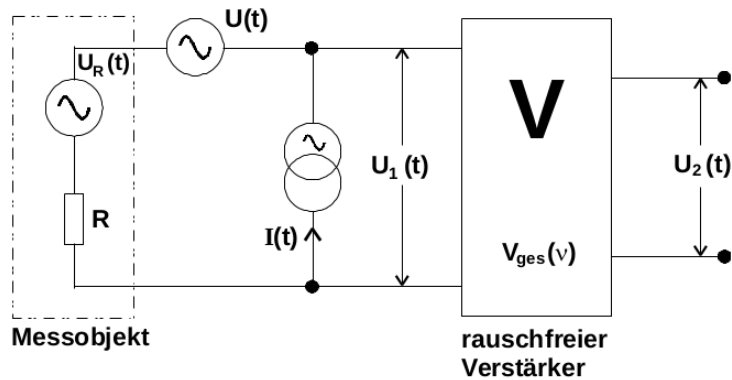 U(t)
U_R(t)
V
U_1(t)
U_2(t)
R
I(t)
V_ges(ν)
Messobjekt
rauschfreier
Verstärker